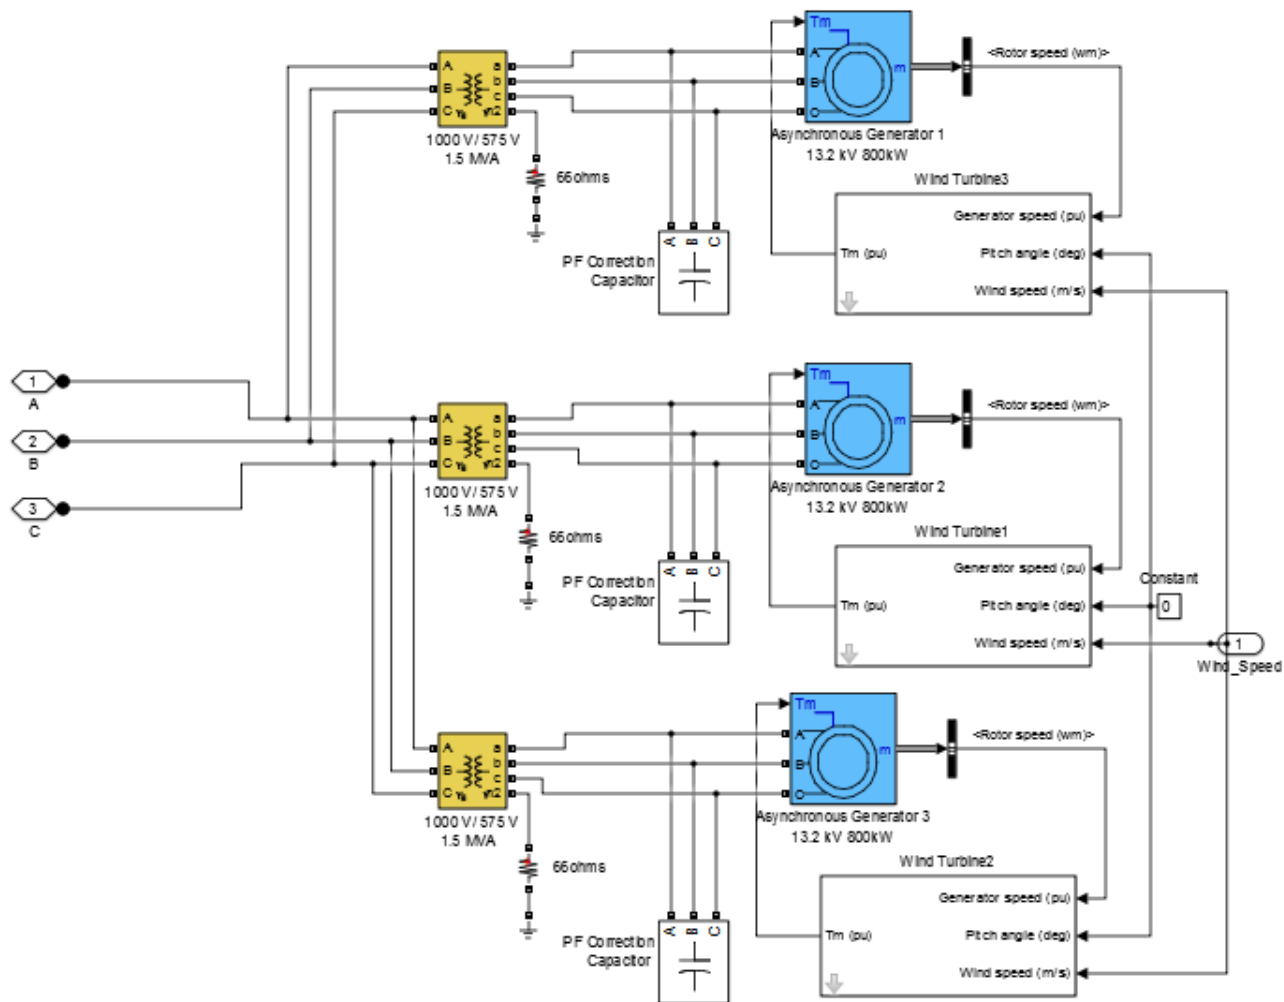 Tm
A
B
C
m
<Rotor speed (wm)>
A
B
C
Yg
a
b
c
n2
1000 V/ 575 V
1.5 MVA
66ohms
Asynchronous Generator 1
13.2 kV 800kW
Wind Turbine3
Generator speed (pu)
Pitch angle (deg)
Wind speed (m/s)
Tm (pu)
A
B
C
PF Correction
Capacitor
1
A
2
B
3
C
Tm
A
B
C
m
<Rotor speed (wm)>
A
B
C
Yg
a
b
c
n2
1000 V/ 575 V
1.5 MVA
66ohms
Asynchronous Generator 2
13.2 kV 800kW
Wind Turbine1
Generator speed (pu)
Pitch angle (deg)
Wind speed (m/s)
Tm (pu)
A
B
C
PF Correction
Capacitor
Constant
0
1
Wind_Speed
Tm
A
B
C
m
<Rotor speed (wm)>
A
B
C
Yg
a
b
c
n2
1000 V/ 575 V
1.5 MVA
66ohms
Asynchronous Generator 3
13.2 kV 800kW
Wind Turbine2
Generator speed (pu)
Pitch angle (deg)
Wind speed (m/s)
Tm (pu)
A
B
C
PF Correction
Capacitor